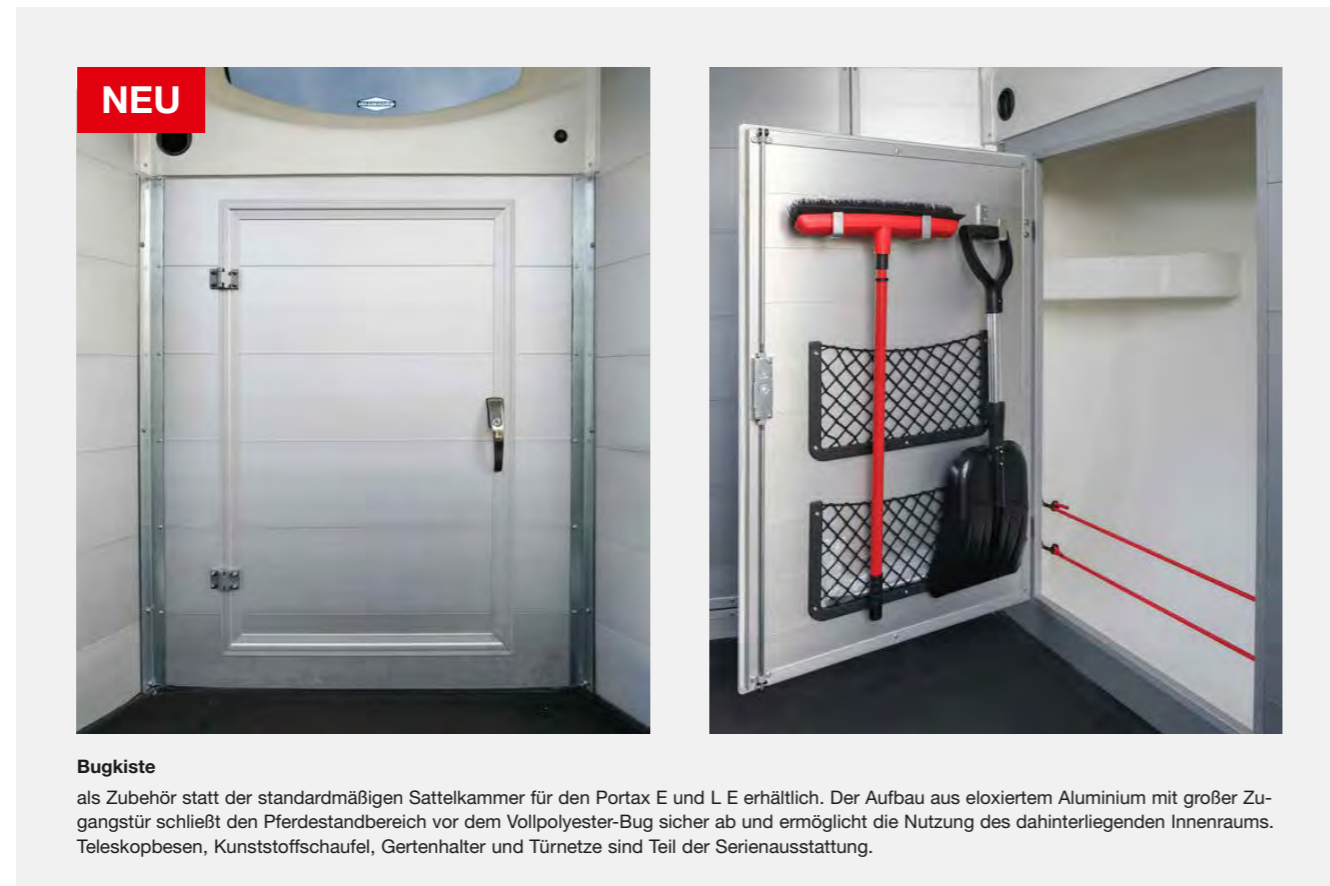 NEU
Bugkiste
als Zubehör statt der standardmäßigen Sattelkammer für den Portax E und L E erhältlich. Der Aufbau aus eloxiertem Aluminium mit großer Zu-
gangstür schließt den Pferdestandbereich vor dem Vollpolyester-Bug sicher ab und ermöglicht die Nutzung des dahinterliegenden Innenraums.
Teleskopbesen, Kunststoffschaufel, Gertenhalter und Türnetze sind Teil der Serienausstattung.